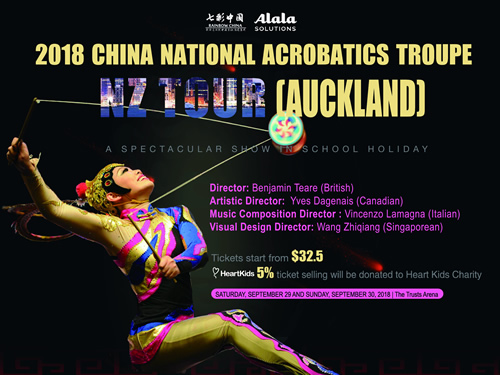 七彩中国 Alala
RAINBOW CHINA SOLUTIONS
2018 CHINA NATIONAL ACROBATICS TROUPE
NZ TOUR (AUCKLAND)
A SPECTACULAR SHOW IN SCHOOL HOLIDAY
Director: Benjamin Teare (British)
Artistic Director: Yves Dagenais (Canadian)
Music Composition Director : Vincenzo Lamagna (Italian)
Visual Design Director: Wang Zhiqiang (Singaporean)
Tickets start from $32.5
HeartKids 5% ticket selling will be donated to Heart Kids Charity
SATURDAY, SEPTEMBER 29 AND SUNDAY, SEPTEMBER 30, 2018 | The Trusts Arena